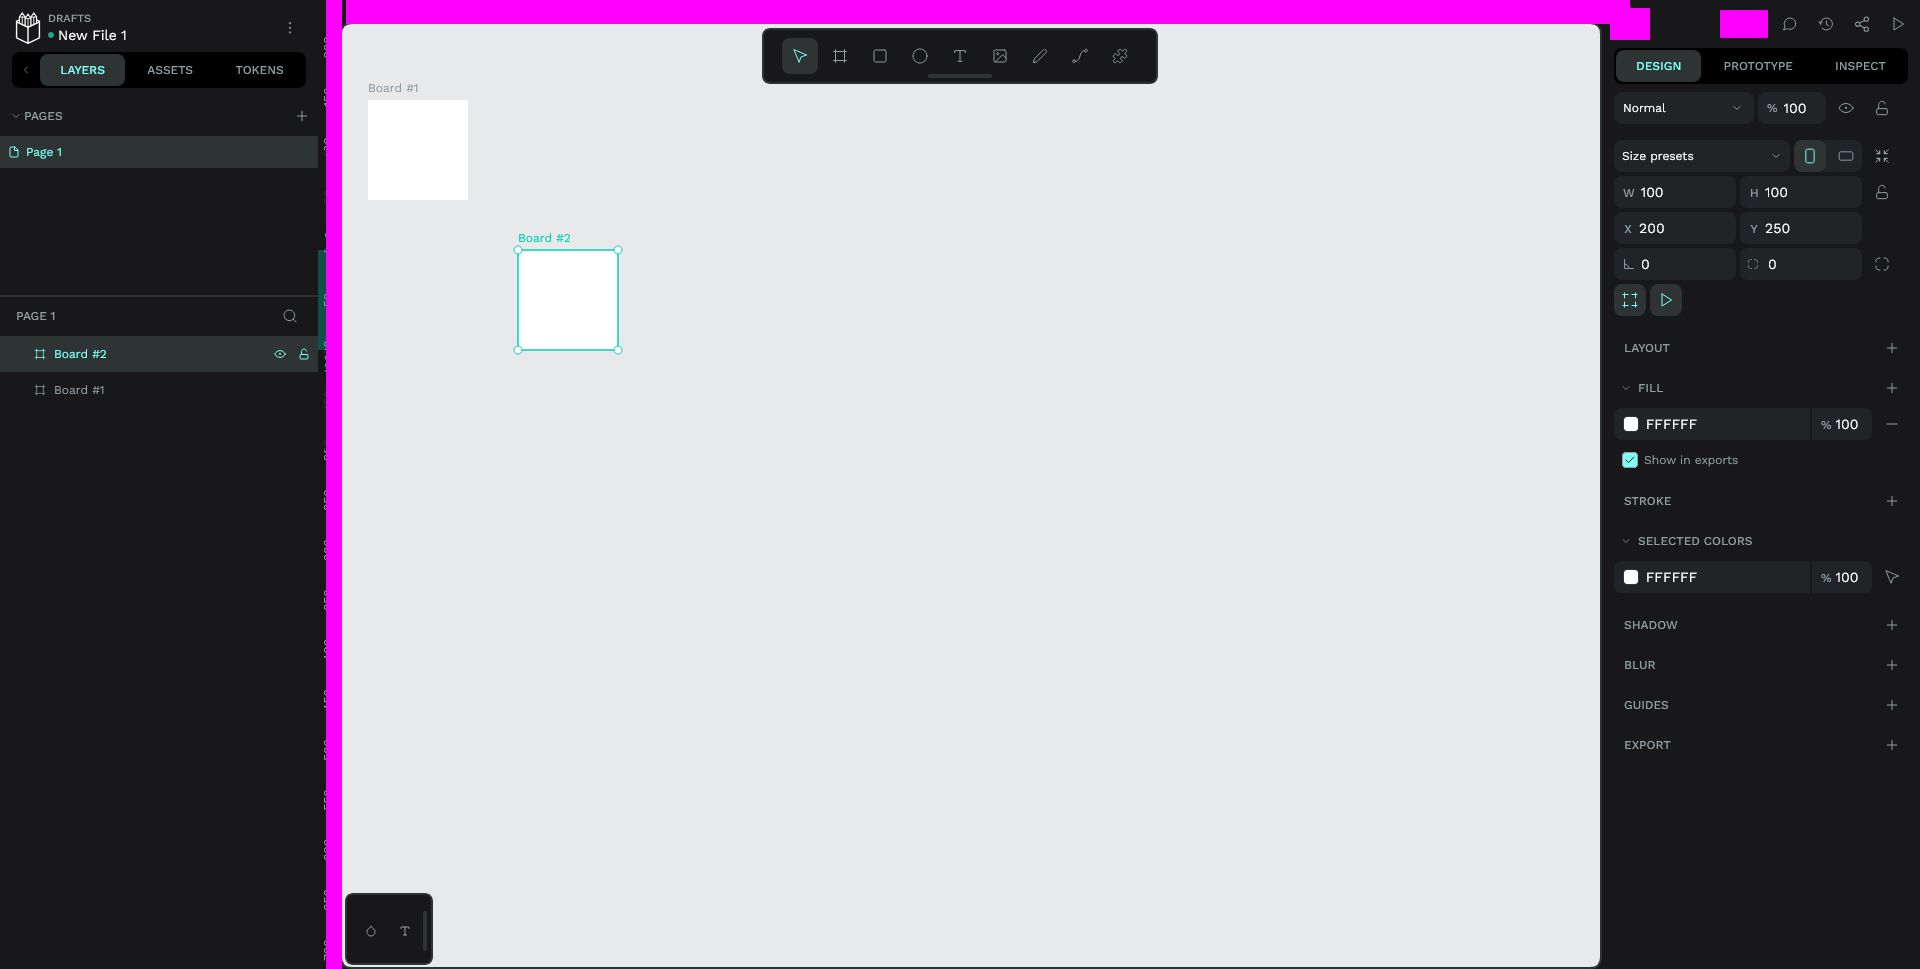 DRAFTS
New File 1
LAYERS ASSETS TOKENS
PAGES
Page 1
PAGE 1
Board #2
Board #1
Board #1
Board #2
DESIGN PROTOTYPE INSPECT
Normal % 100
Size presets
W 100 H 100
X 200 Y 250
0 0
LAYOUT
FILL
FFFFFF % 100
Show in exports
STROKE
SELECTED COLORS
FFFFFF % 100
SHADOW
BLUR
GUIDES
EXPORT